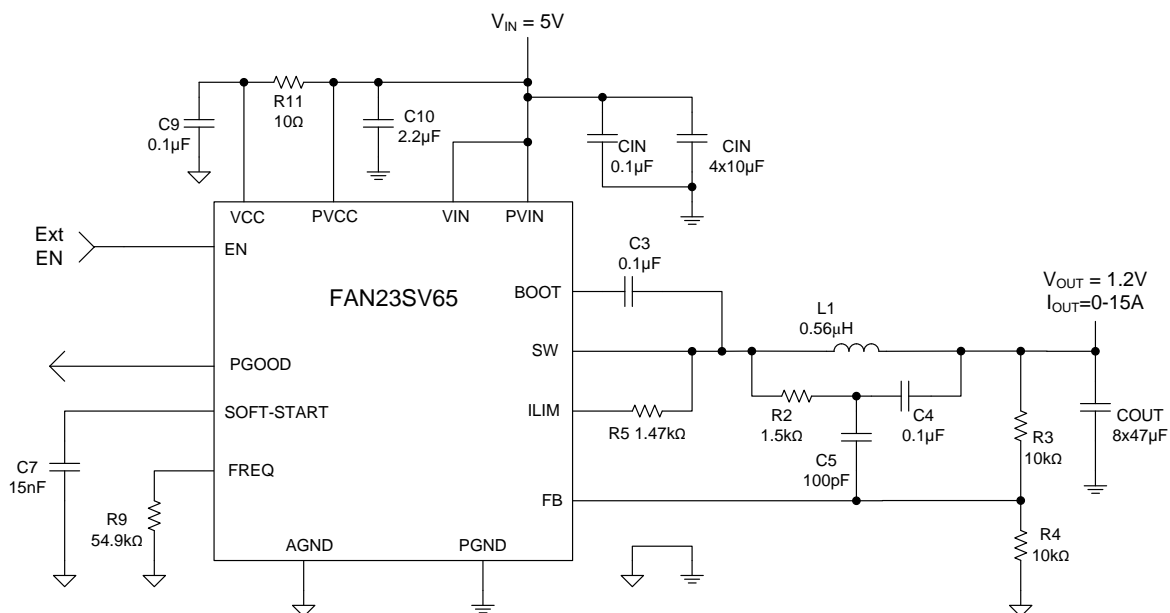 V_IN = 5V
R11
10Ω
C9
0.1µF
C10
2.2µF
CIN
0.1µF
CIN
4x10µF
VCC
PVCC
VIN
PVIN
Ext
EN
EN
FAN23SV65
BOOT
C3
0.1µF
V_OUT = 1.2V
I_OUT=0-15A
L1
0.56µH
SW
PGOOD
SOFT-START
ILIM
R5 1.47kΩ
R2
1.5kΩ
C4
0.1µF
COUT
8x47µF
R3
10kΩ
C7
15nF
FREQ
C5
100pF
R9
54.9kΩ
FB
R4
10kΩ
AGND
PGND